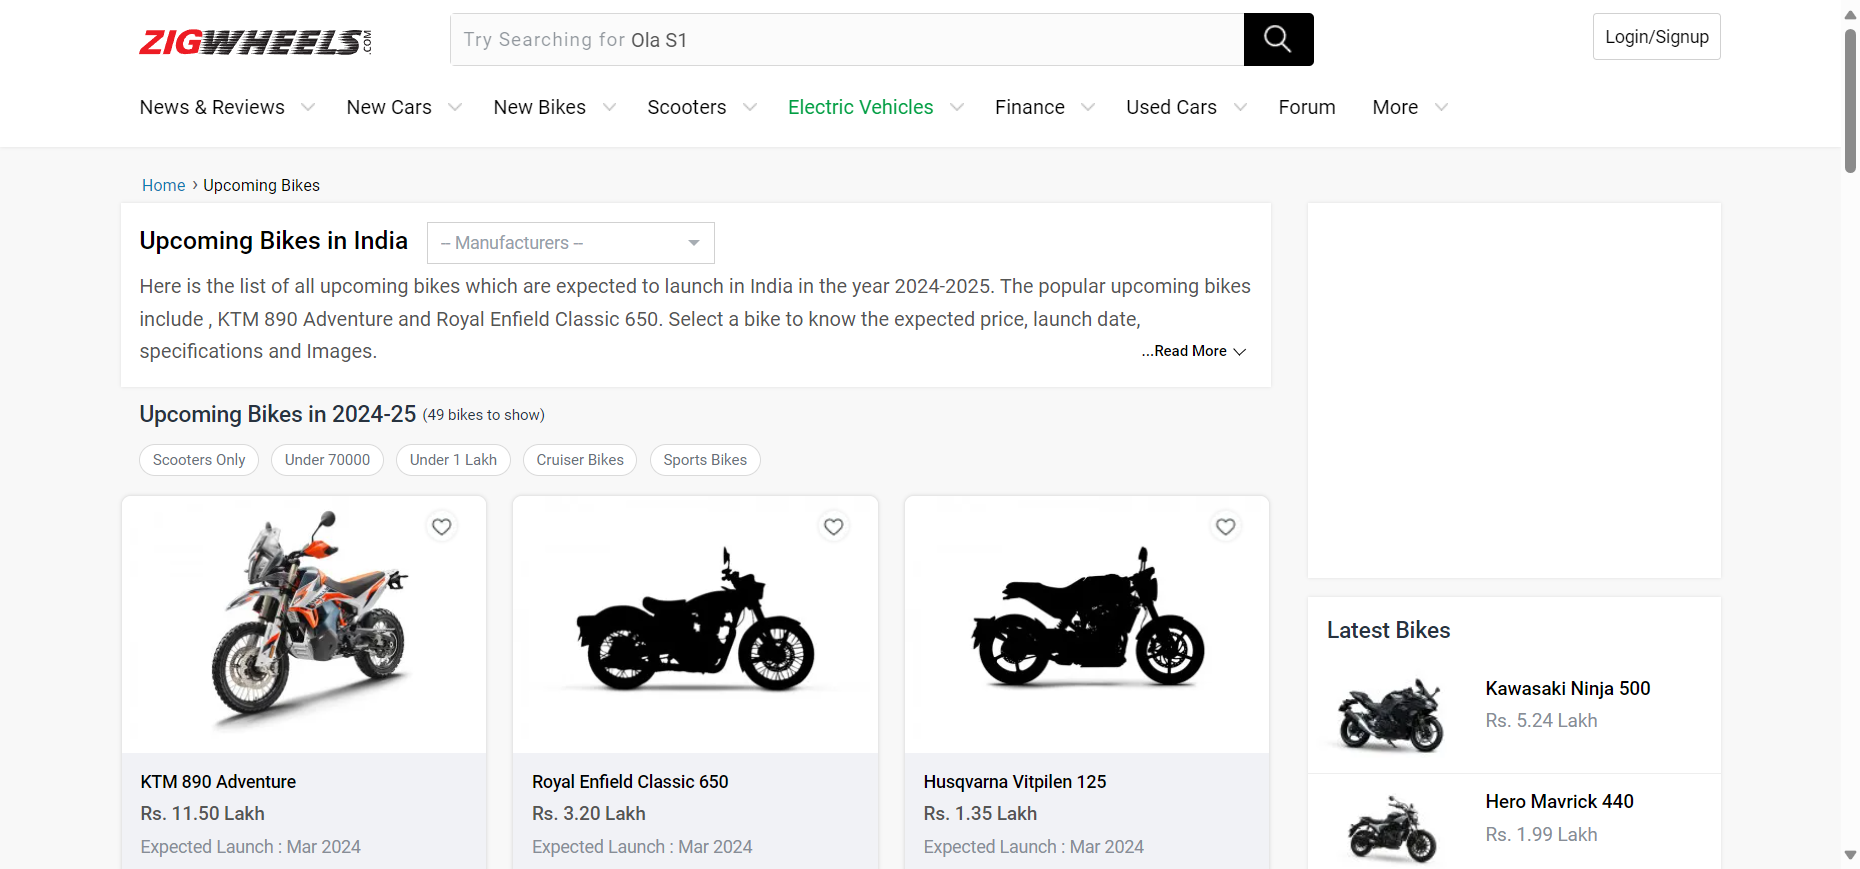 ZIGWHEELS.COM
Try Searching for Ola S1
Login/Signup
News & Reviews New Cars New Bikes Scooters Electric Vehicles Finance Used Cars Forum More
Home › Upcoming Bikes
Upcoming Bikes in India
-- Manufacturers --
Here is the list of all upcoming bikes which are expected to launch in India in the year 2024-2025. The popular upcoming bikes
include , KTM 890 Adventure and Royal Enfield Classic 650. Select a bike to know the expected price, launch date,
specifications and Images.
...Read More
Upcoming Bikes in 2024-25 (49 bikes to show)
Scooters Only Under 70000 Under 1 Lakh Cruiser Bikes Sports Bikes
KTM 890 Adventure
Rs. 11.50 Lakh
Expected Launch : Mar 2024
Royal Enfield Classic 650
Rs. 3.20 Lakh
Expected Launch : Mar 2024
Husqvarna Vitpilen 125
Rs. 1.35 Lakh
Expected Launch : Mar 2024
Latest Bikes
Kawasaki Ninja 500
Rs. 5.24 Lakh
Hero Mavrick 440
Rs. 1.99 Lakh